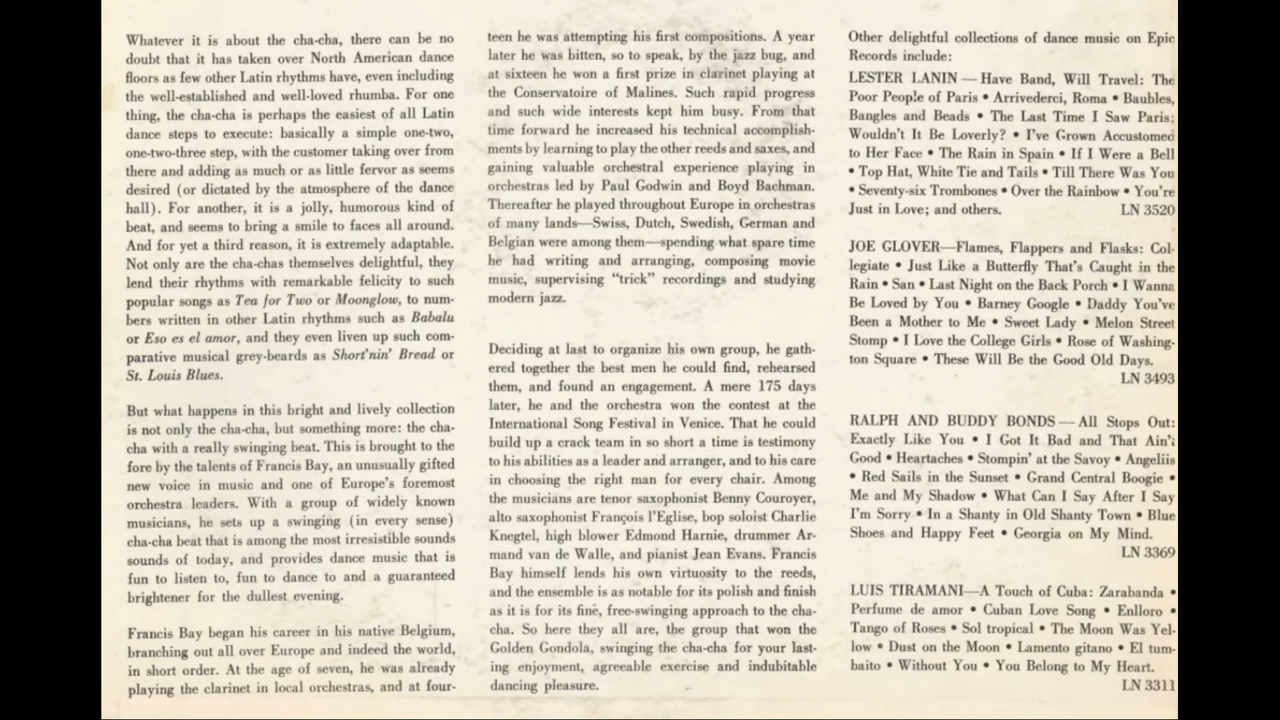 Whatever it is about the cha-cha, there can be no
doubt that it has taken over North American dance
floors as few other Latin rhythms have, even including
the well-established and well-loved rhumba. For one
thing, the cha-cha is perhaps the easiest of all Latin
dance steps to execute: basically a simple one-two,
one-two-three step, with the customer taking over from
there and adding as much or as little fervor as seems
desired (or dictated by the atmosphere of the dance
hall). For another, it is a jolly, humorous kind of
beat, and seems to bring a smile to faces all around.
And for yet a third reason, it is extremely adaptable.
Not only are the cha-chas themselves delightful, they
lend their rhythms with remarkable felicity to such
popular songs as Tea for Two or Moonglow, to num-
bers written in other Latin rhythms such as Babalu
or Eso es el amor, and they even liven up such com-
parative musical grey-beards as Short'nin' Bread or
St. Louis Blues.
But what happens in this bright and lively collection
is not only the cha-cha, but something more: the cha-
cha with a really swinging beat. This is brought to the
fore by the talents of Francis Bay, an unusually gifted
new voice in music and one of Europe's foremost
orchestra leaders. With a group of widely known
musicians, he sets up a swinging (in every sense)
cha-cha beat that is among the most irresistible sounds
sounds of today, and provides dance music that is
fun to listen to, fun to dance to and a guaranteed
brightener for the dullest evening.
Francis Bay began his career in his native Belgium,
branching out all over Europe and indeed the world,
in short order. At the age of seven, he was already
playing the clarinet in local orchestras, and at four-
teen he was attempting his first compositions. A year
later he was bitten, so to speak, by the jazz bug, and
at sixteen he won a first prize in clarinet playing at
the Conservatoire of Malines. Such rapid progress
and such wide interests kept him busy. From that
time forward he increased his technical accomplish-
ments by learning to play the other reeds and saxes, and
gaining valuable orchestral experience playing in
orchestras led by Paul Godwin and Boyd Bachman.
Thereafter he played throughout Europe in orchestras
of many lands—Swiss, Dutch, Swedish, German and
Belgian were among them—spending what spare time
he had writing and arranging, composing movie
music, supervising "trick" recordings and studying
modern jazz.
Deciding at last to organize his own group, he gath-
ered together the best men he could find, rehearsed
them, and found an engagement. A mere 175 days
later, he and the orchestra won the contest at the
International Song Festival in Venice. That he could
build up a crack team in so short a time is testimony
to his abilities as a leader and arranger, and to his care
in choosing the right man for every chair. Among
the musicians are tenor saxophonist Benny Couroyer,
alto saxophonist François l'Eglise, bop soloist Charlie
Knegtel, high blower Edmond Harnie, drummer Ar-
mand van de Walle, and pianist Jean Evans. Francis
Bay himself lends his own virtuosity to the reeds,
and the ensemble is as notable for its polish and finish
as it is for its fine, free-swinging approach to the cha-
cha. So here they all are, the group that won the
Golden Gondola, swinging the cha-cha for your last-
ing enjoyment, agreeable exercise and indubitable
dancing pleasure.
Other delightful collections of dance music on Epic
Records include:
LESTER LANIN — Have Band, Will Travel: The
Poor People of Paris • Arrivederci, Roma • Baubles,
Bangles and Beads • The Last Time I Saw Paris;
Wouldn't It Be Loverly? • I've Grown Accustomed
to Her Face • The Rain in Spain • If I Were a Bell
• Top Hat, White Tie and Tails • Till There Was You
• Seventy-six Trombones • Over the Rainbow • You're
Just in Love; and others. LN 3520
JOE GLOVER—Flames, Flappers and Flasks: Col-
legiate • Just Like a Butterfly That's Caught in the
Rain • San • Last Night on the Back Porch • I Wanna
Be Loved by You • Barney Google • Daddy You've
Been a Mother to Me • Sweet Lady • Melon Street
Stomp • I Love the College Girls • Rose of Washing-
ton Square • These Will Be the Good Old Days.
LN 3493
RALPH AND BUDDY BONDS — All Stops Out:
Exactly Like You • I Got It Bad and That Ain't
Good • Heartaches • Stompin' at the Savoy • Angeliis
• Red Sails in the Sunset • Grand Central Boogie •
Me and My Shadow • What Can I Say After I Say
I'm Sorry • In a Shanty in Old Shanty Town • Blue
Shoes and Happy Feet • Georgia on My Mind.
LN 3369
LUIS TIRAMANI—A Touch of Cuba: Zarabanda •
Perfume de amor • Cuban Love Song • Enlloro •
Tango of Roses • Sol tropical • The Moon Was Yel-
low • Dust on the Moon • Lamento gitano • El tum-
baito • Without You • You Belong to My Heart.
LN 3311